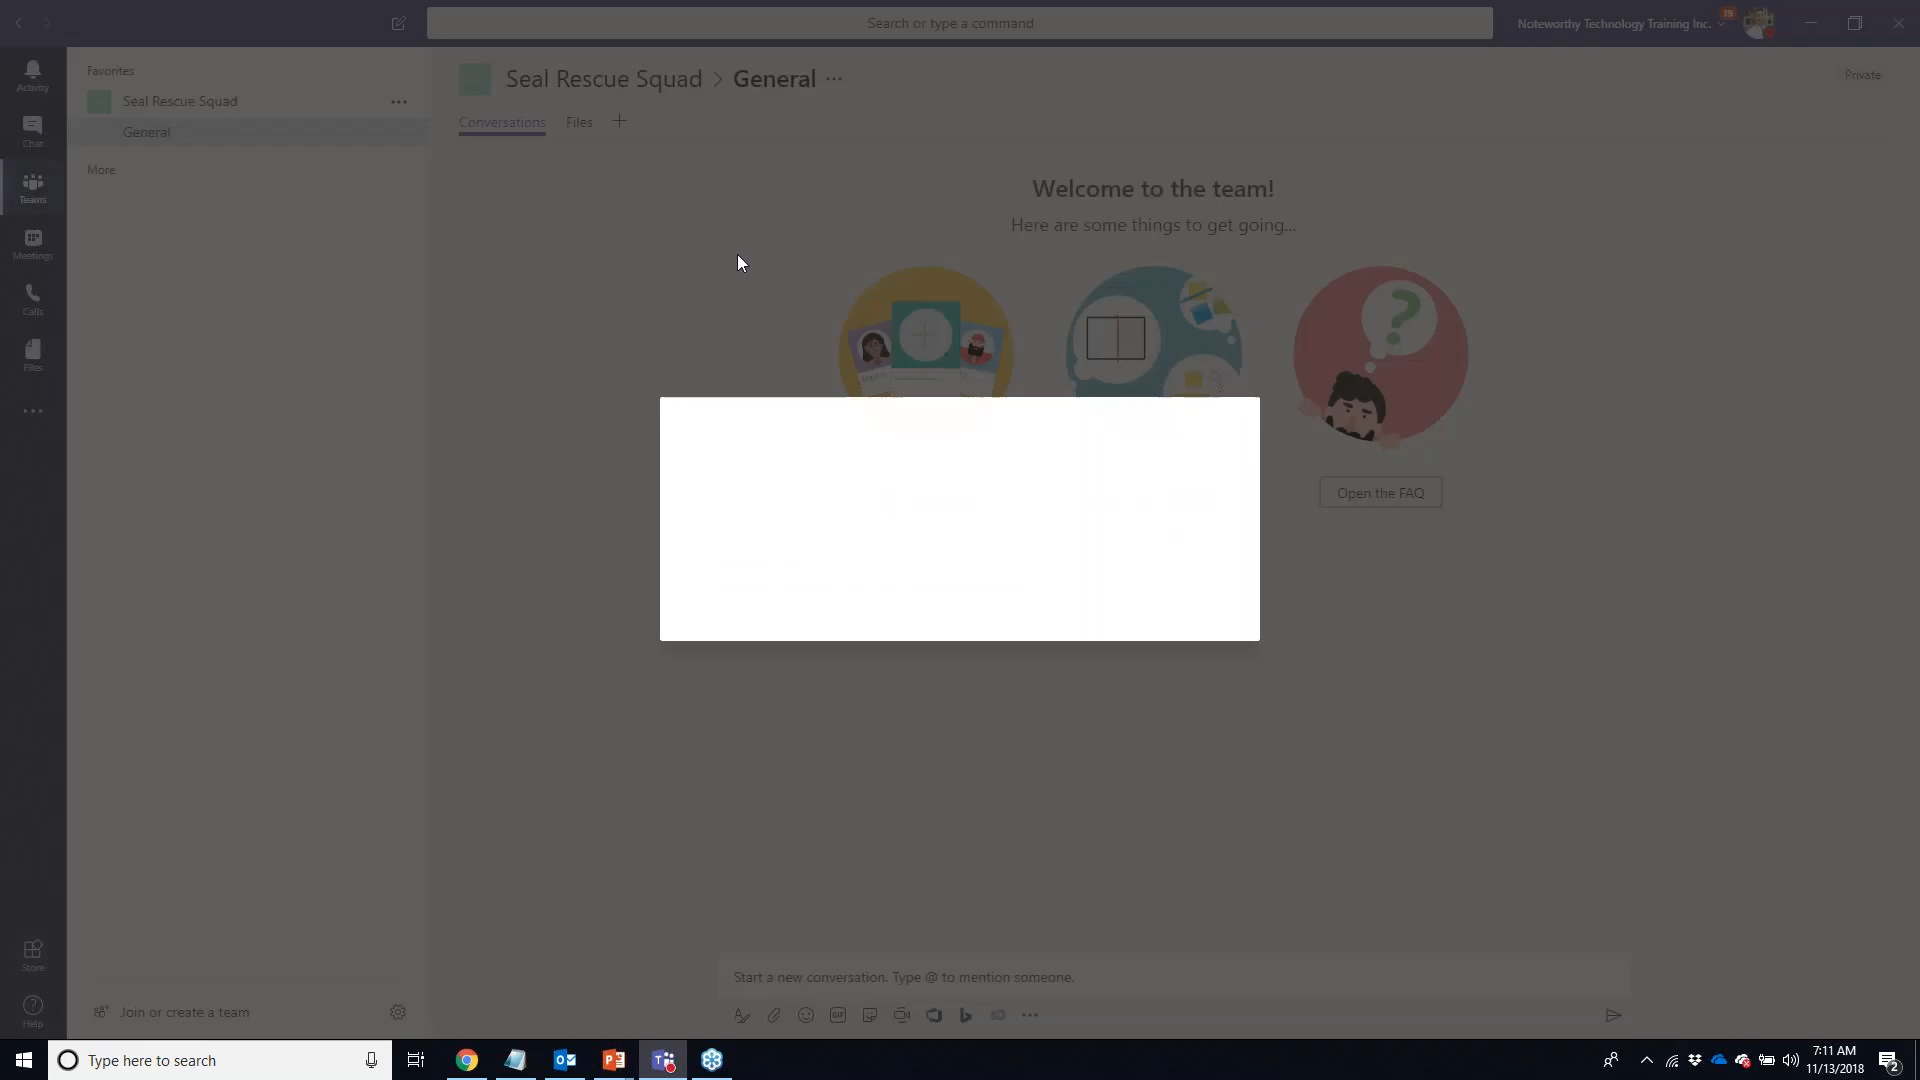 Search or type a command
Noteworthy Technology Training Inc.
19
Activity
Chat
Teams
Meetings
Calls
Files
Store
Help
Favorites
Seal Rescue Squad
General
More
Join or create a team
Seal Rescue Squad > General
Private
Conversations
Files
Welcome to the team!
Here are some things to get going...
Open the FAQ
Start a new conversation. Type @ to mention someone.
GIF
Type here to search
7:11 AM
11/13/2018
2